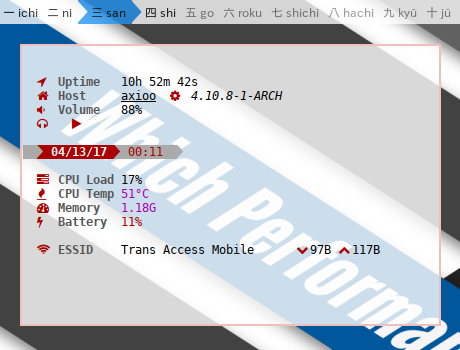 一 ichi 二 ni 三 san 四 shi 五 go 六 roku 七 shichi 八 hachi 九 kyū 十 jū
Uptime 10h 52m 42s
Host axioo 4.10.8-1-ARCH
Volume 88%
04/13/17 00:11
CPU Load 17%
CPU Temp 51°C
Memory 1.18G
Battery 11%
ESSID Trans Access Mobile 97B 117B
Which Performa